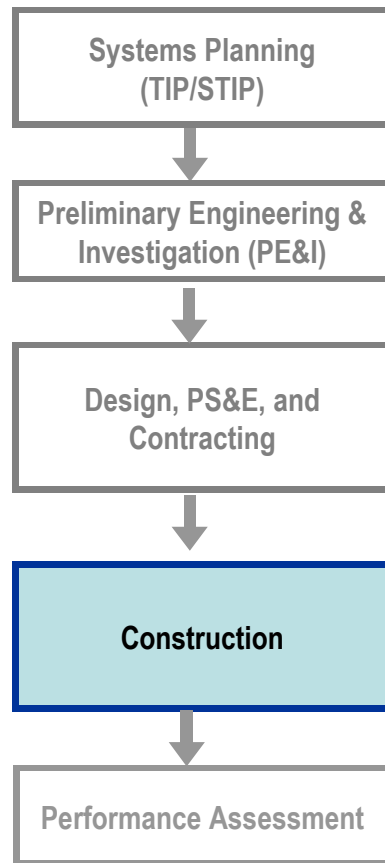 Systems Planning
(TIP/STIP)
Preliminary Engineering &
Investigation (PE&I)
Design, PS&E, and
Contracting
Construction
Performance Assessment